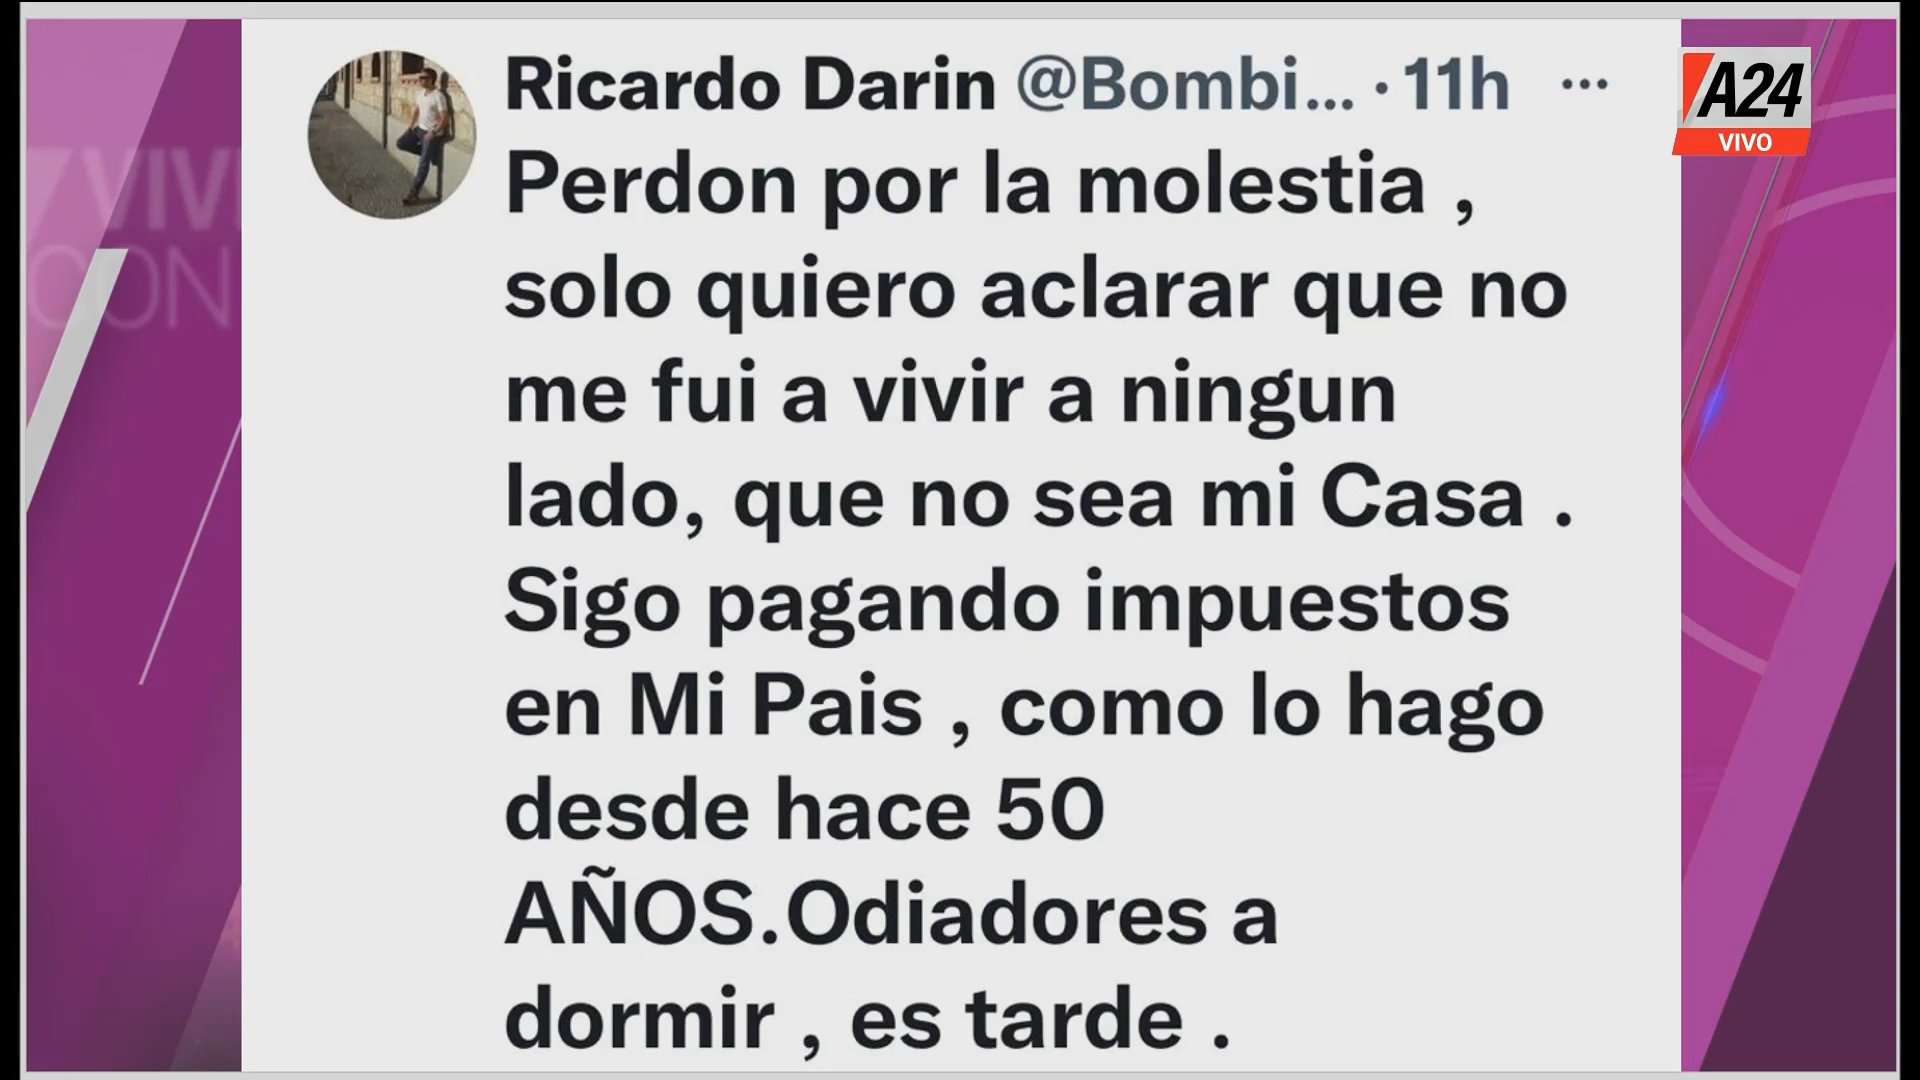 Ricardo Darin @Bombi... · 11h ...
Perdon por la molestia ,
solo quiero aclarar que no
me fui a vivir a ningun
lado, que no sea mi Casa .
Sigo pagando impuestos
en Mi Pais , como lo hago
desde hace 50
AÑOS.Odiadores a
dormir , es tarde .
A24
VIVO
VIVI
CON